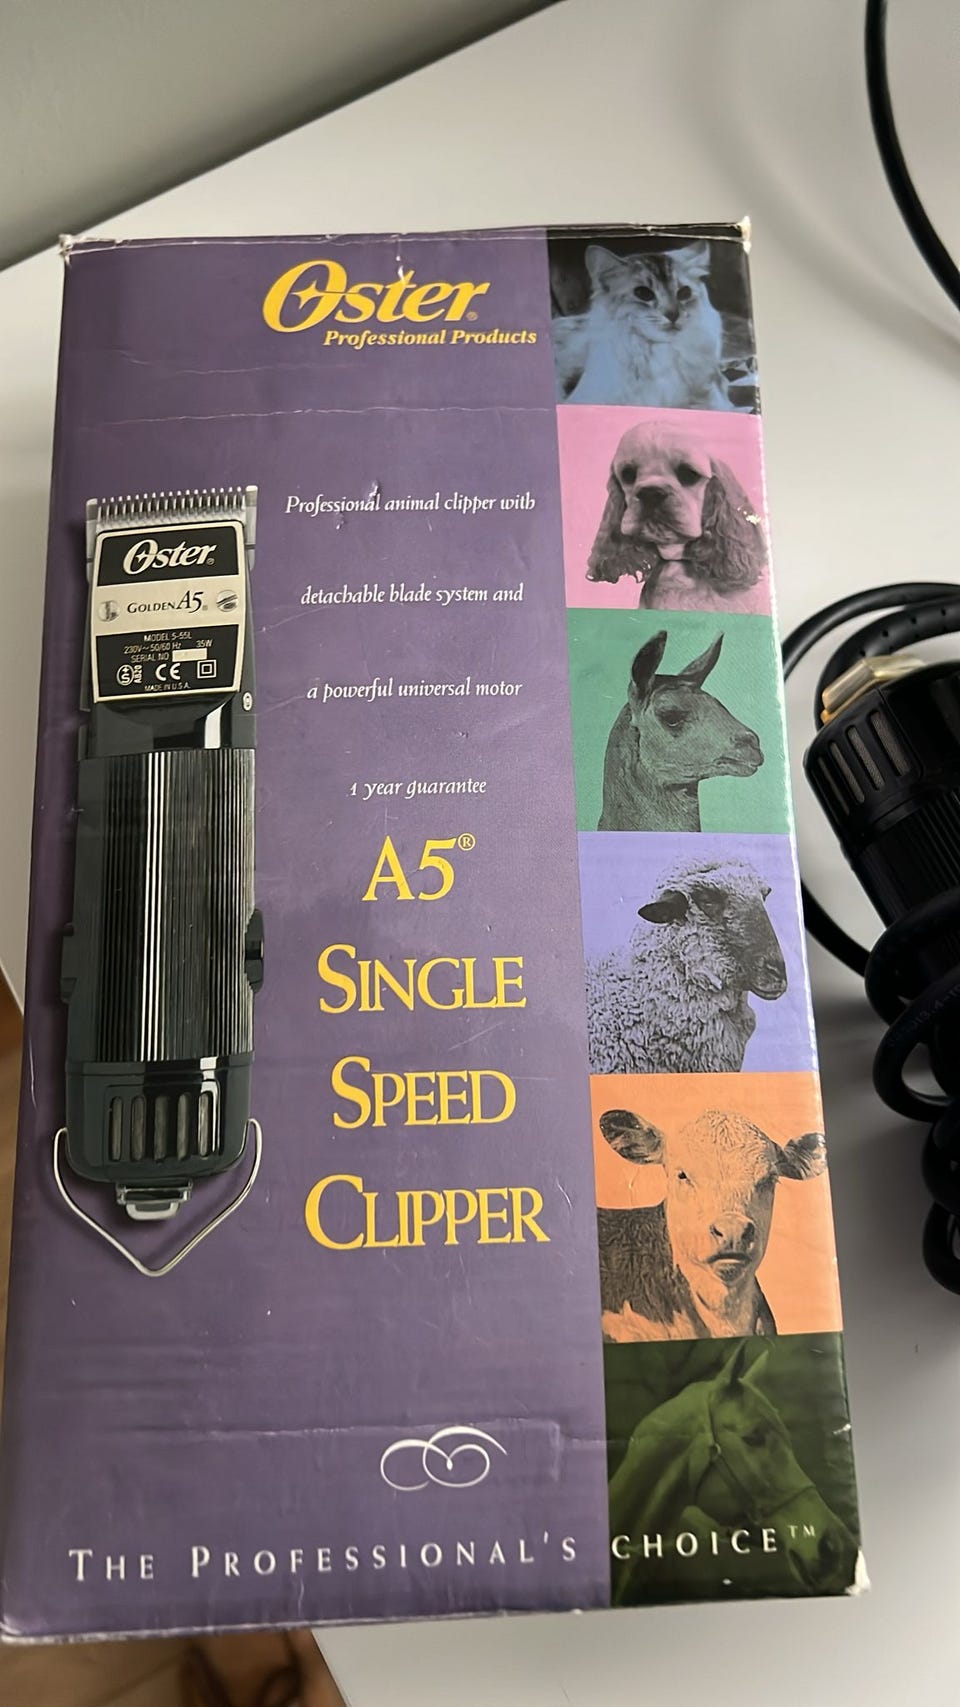 Oster®
Professional Products
Professional animal clipper with
detachable blade system and
a powerful universal motor
1 year guarantee
A5®
SINGLE
SPEED
CLIPPER
THE PROFESSIONAL'S CHOICE™
Oster®
GOLDEN A5®
MODEL 5-55L
230V~ 50/60 Hz 35W
SERIAL NO
S AB20 CE
MADE IN U.S.A.